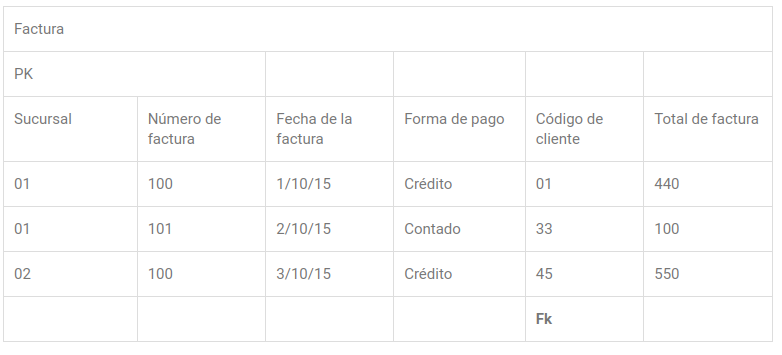 Factura
PK
Sucursal
Número de
factura
Fecha de la
factura
Forma de pago
Código de
cliente
Total de factura
01 100 1/10/15 Crédito 01 440
01 101 2/10/15 Contado 33 100
02 100 3/10/15 Crédito 45 550
Fk